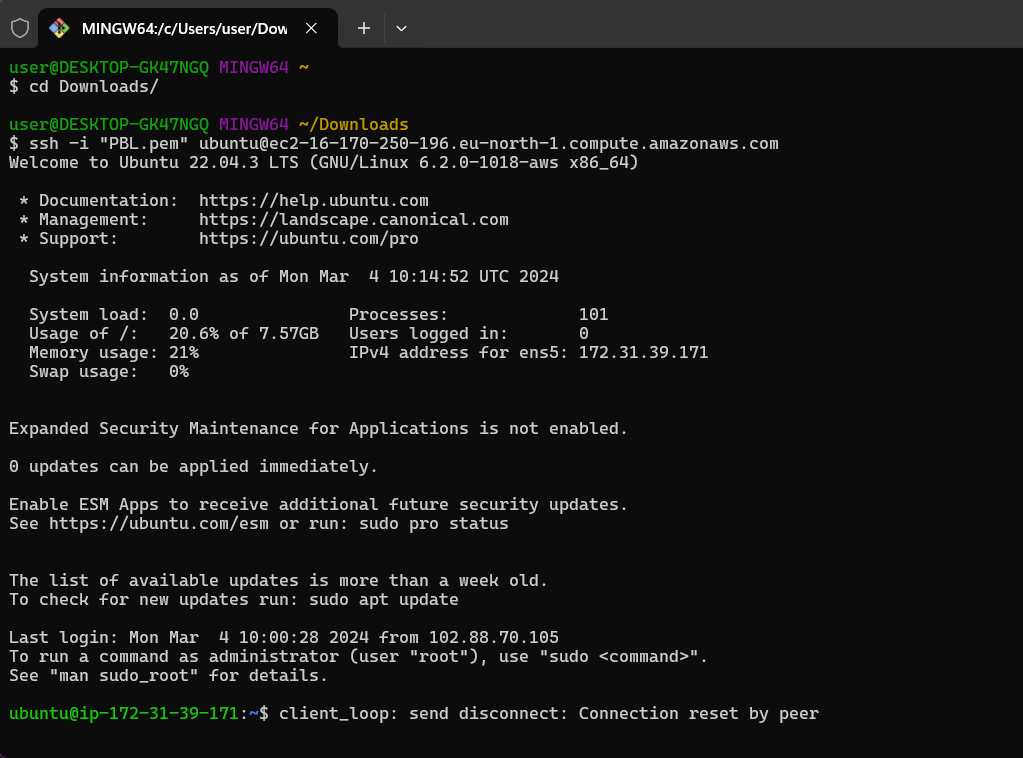 MINGW64:/c/Users/user/Dow
user@DESKTOP-GK47NGQ MINGW64 ~
$ cd Downloads/
user@DESKTOP-GK47NGQ MINGW64 ~/Downloads
$ ssh -i "PBL.pem" ubuntu@ec2-16-170-250-196.eu-north-1.compute.amazonaws.com
Welcome to Ubuntu 22.04.3 LTS (GNU/Linux 6.2.0-1018-aws x86_64)
* Documentation:  https://help.ubuntu.com
* Management:     https://landscape.canonical.com
* Support:        https://ubuntu.com/pro
System information as of Mon Mar  4 10:14:52 UTC 2024
System load:  0.0               Processes:             101
Usage of /:   20.6% of 7.57GB   Users logged in:       0
Memory usage: 21%               IPv4 address for ens5: 172.31.39.171
Swap usage:   0%
Expanded Security Maintenance for Applications is not enabled.
0 updates can be applied immediately.
Enable ESM Apps to receive additional future security updates.
See https://ubuntu.com/esm or run: sudo pro status
The list of available updates is more than a week old.
To check for new updates run: sudo apt update
Last login: Mon Mar  4 10:00:28 2024 from 102.88.70.105
To run a command as administrator (user "root"), use "sudo <command>".
See "man sudo_root" for details.
ubuntu@ip-172-31-39-171:~$ client_loop: send disconnect: Connection reset by peer